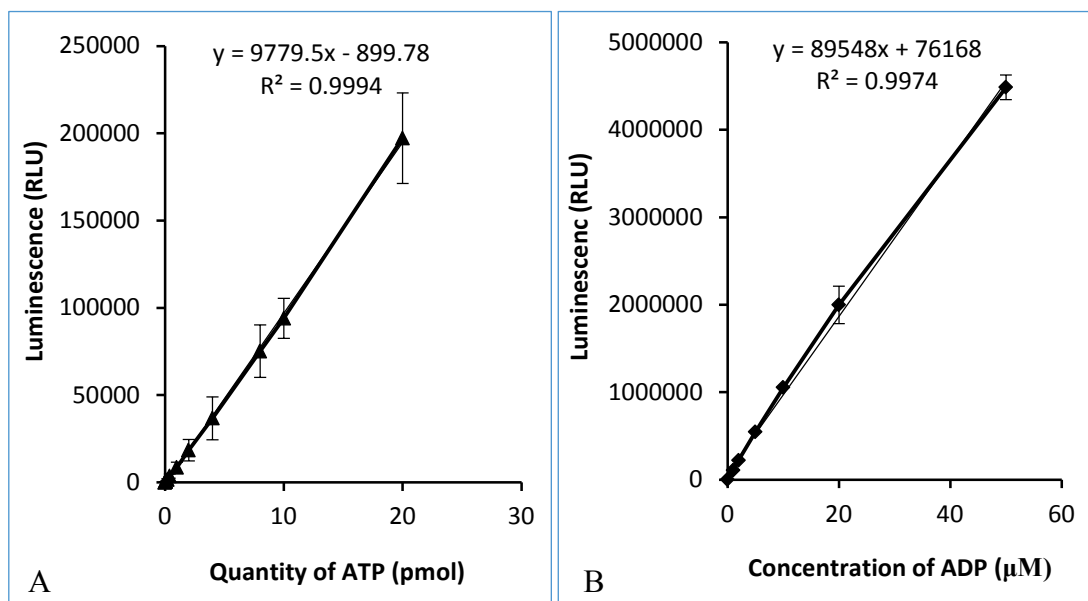 y = 9779.5x - 899.78
R² = 0.9994
250000
200000
150000
100000
50000
0
0 10 20 30
Luminescence (RLU)
Quantity of ATP (pmol)
A
y = 89548x + 76168
R² = 0.9974
5000000
4000000
3000000
2000000
1000000
0
0 20 40 60
Luminescenc (RLU)
Concentration of ADP (μM)
B